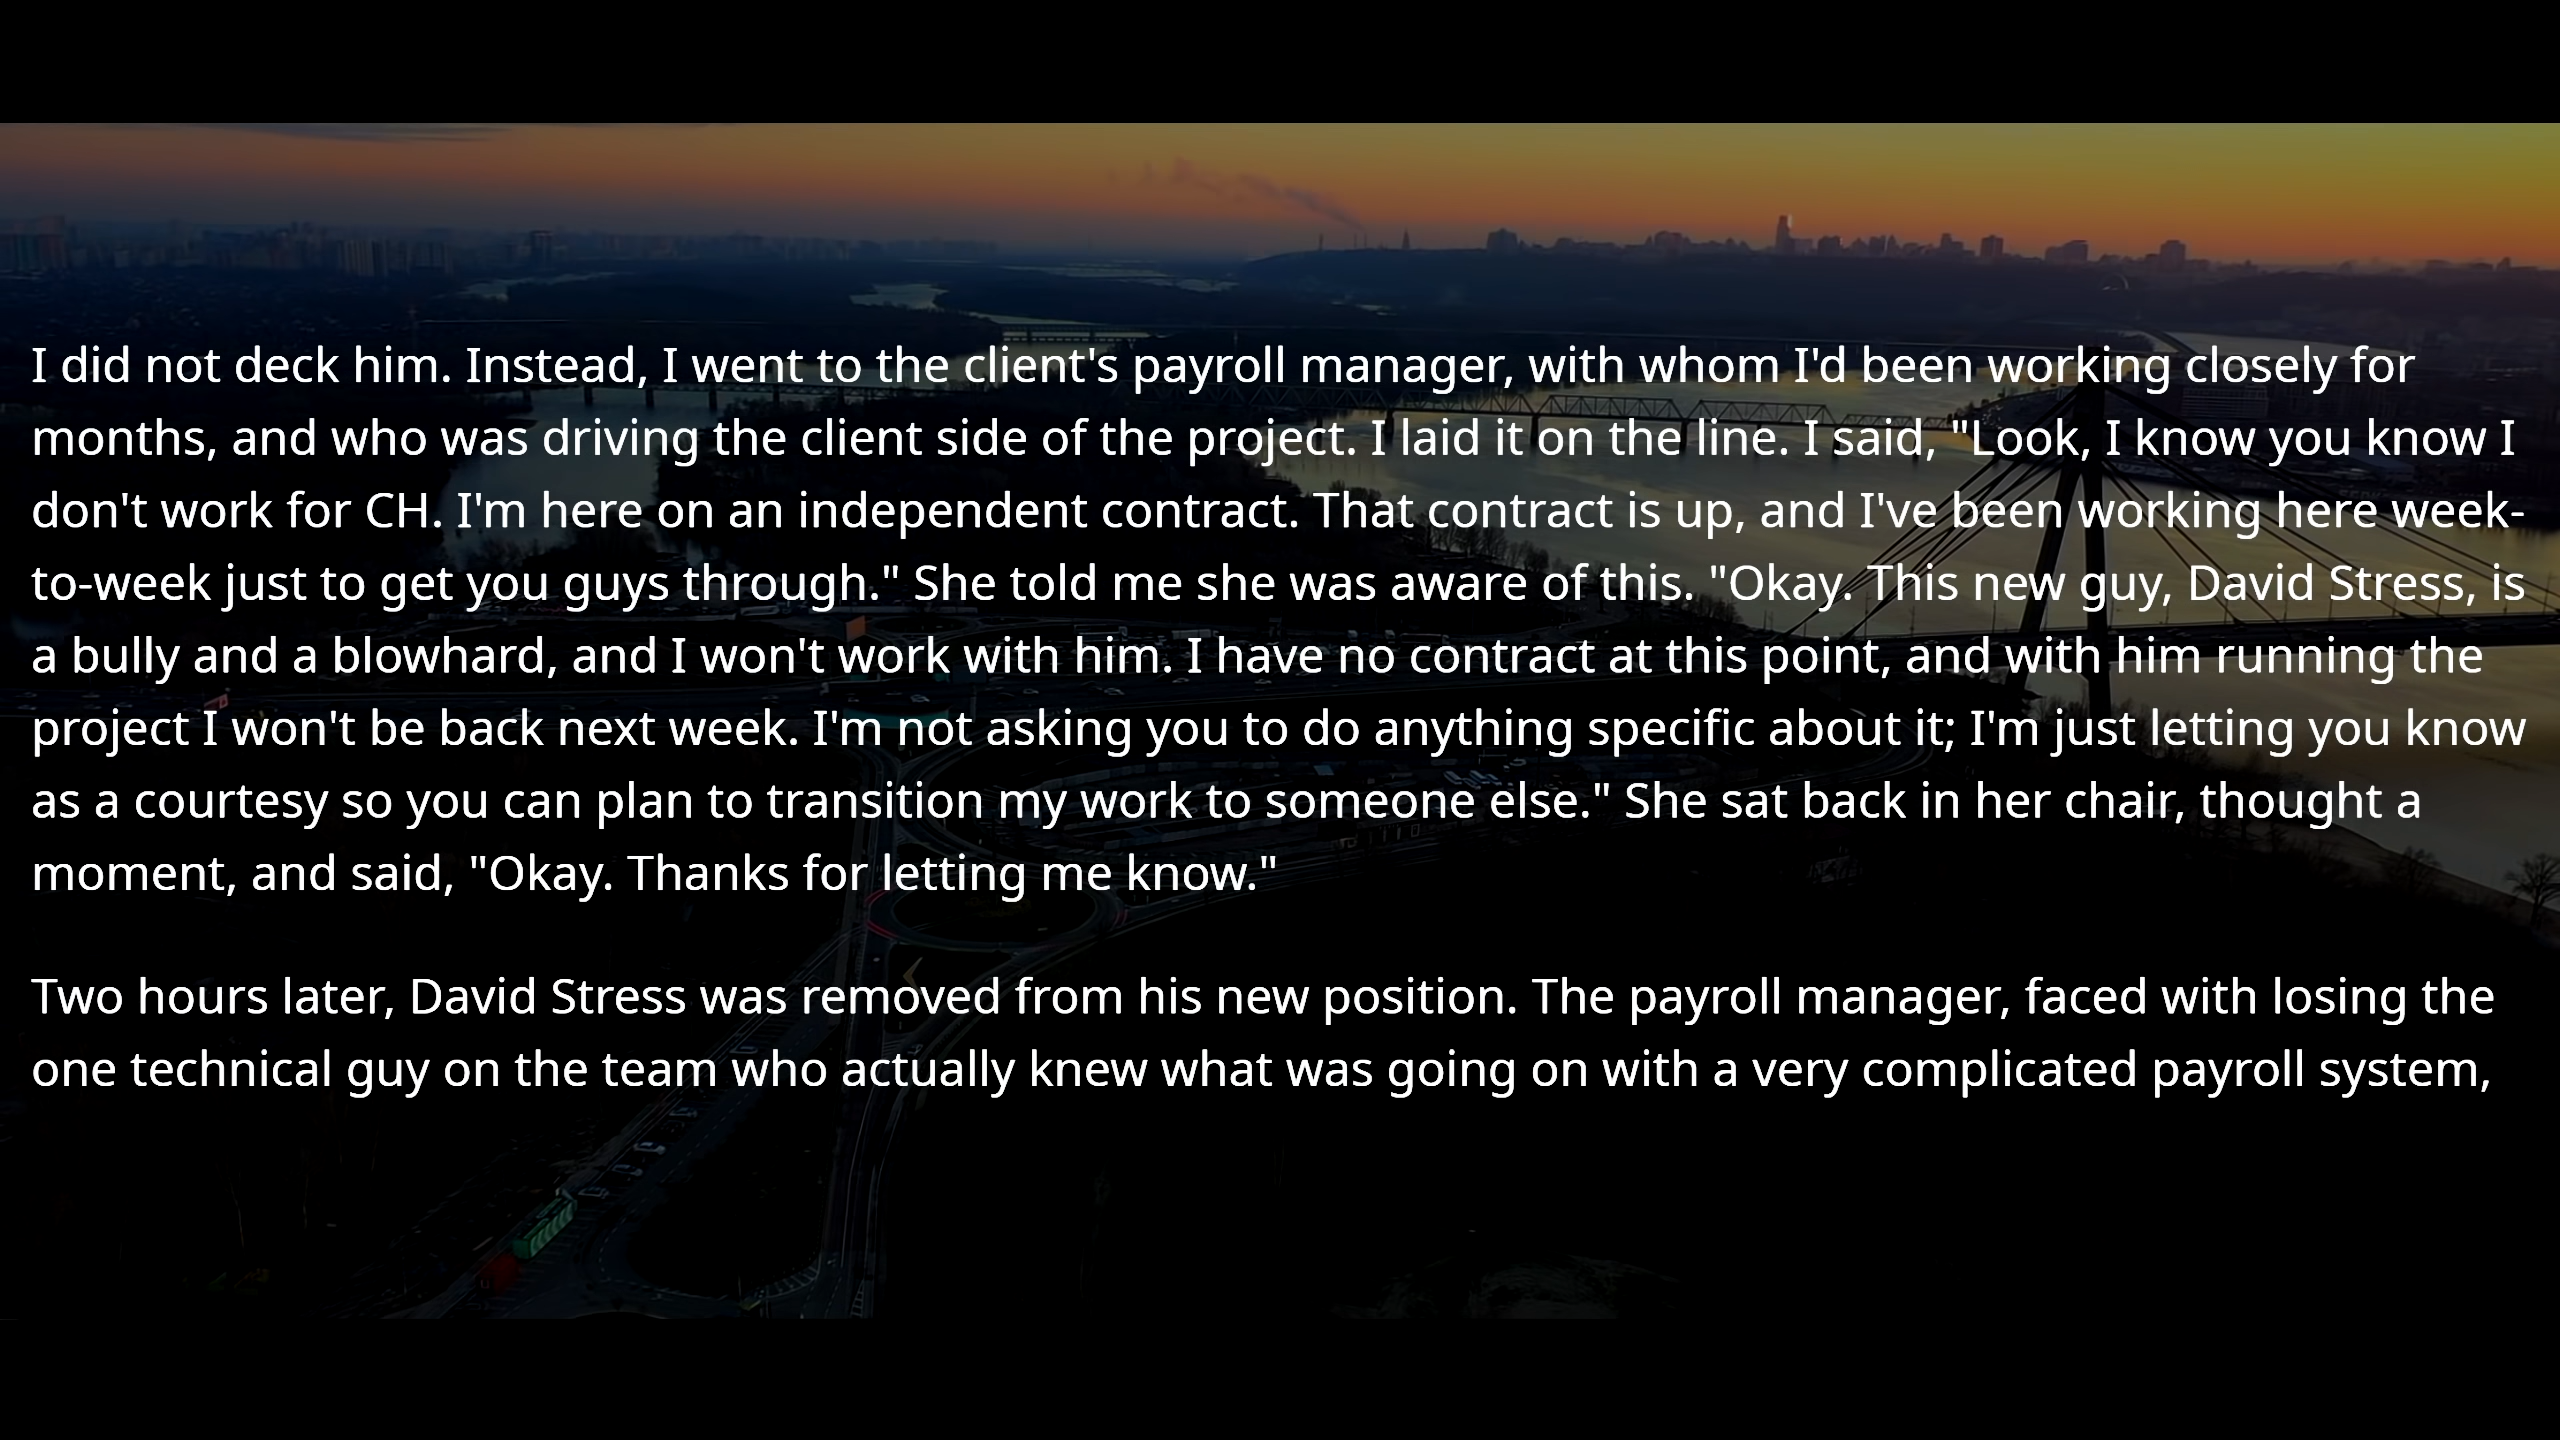 I did not deck him. Instead, I went to the client's payroll manager, with whom I'd been working closely for
months, and who was driving the client side of the project. I laid it on the line. I said, "Look, I know you know I
don't work for CH. I'm here on an independent contract. That contract is up, and I've been working here week-
to-week just to get you guys through." She told me she was aware of this. "Okay. This new guy, David Stress, is
a bully and a blowhard, and I won't work with him. I have no contract at this point, and with him running the
project I won't be back next week. I'm not asking you to do anything specific about it; I'm just letting you know
as a courtesy so you can plan to transition my work to someone else." She sat back in her chair, thought a
moment, and said, "Okay. Thanks for letting me know."
Two hours later, David Stress was removed from his new position. The payroll manager, faced with losing the
one technical guy on the team who actually knew what was going on with a very complicated payroll system,